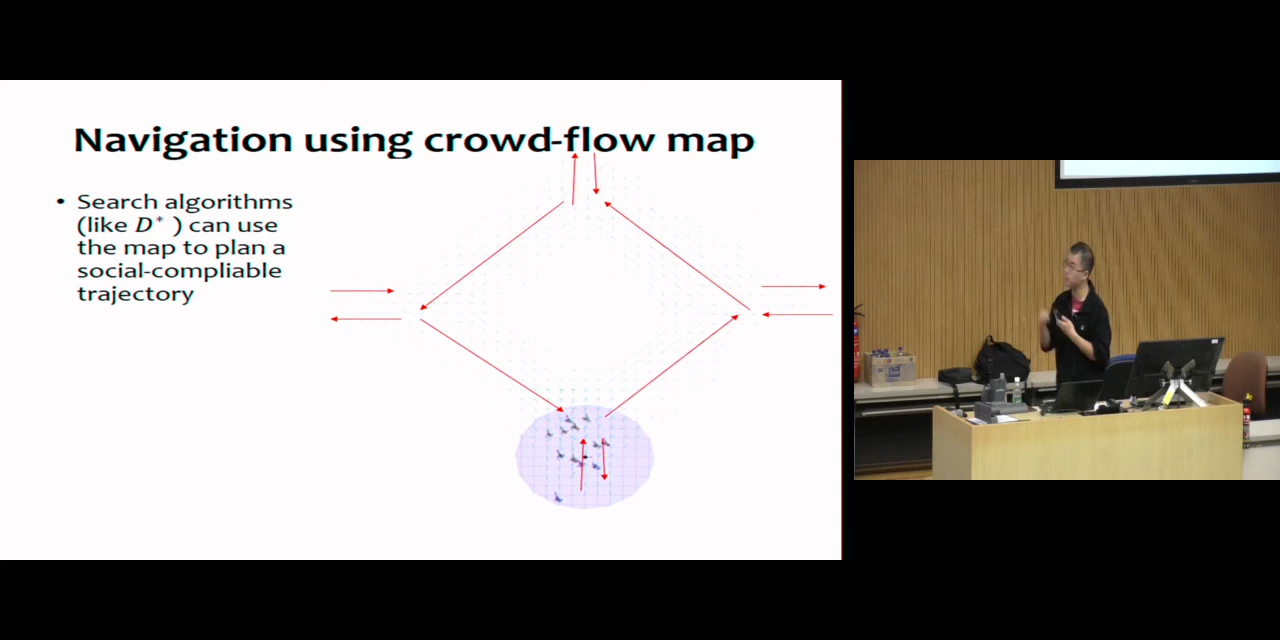 Navigation using crowd-flow map
• Search algorithms
(like D* ) can use
the map to plan a
social-compliable
trajectory